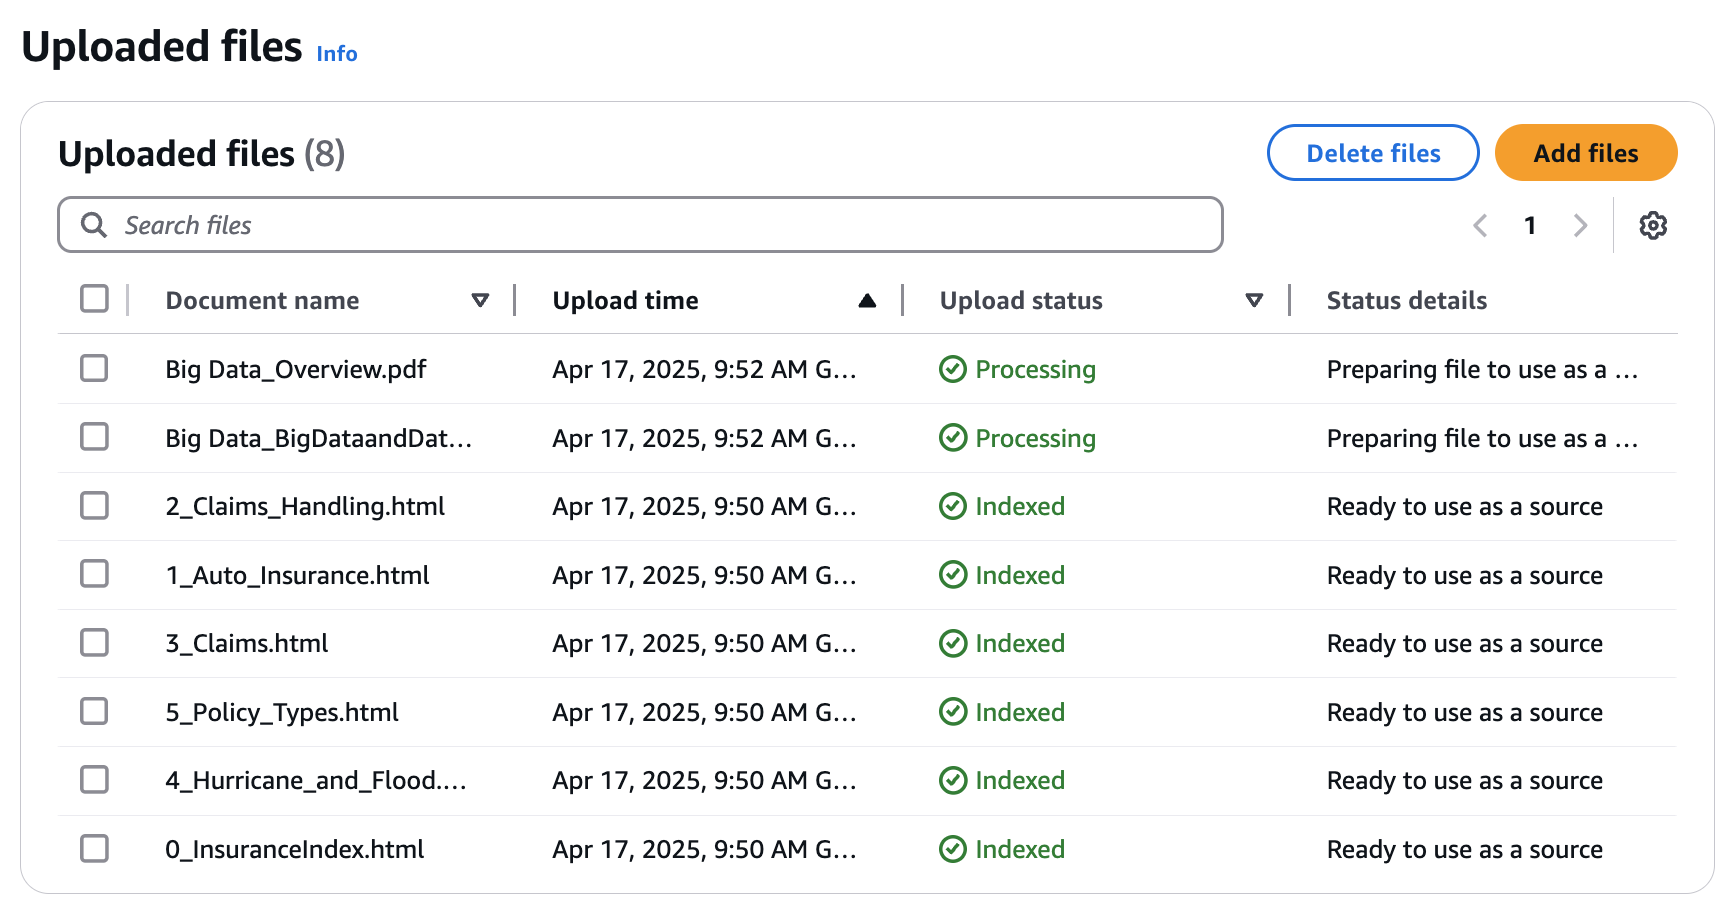 Uploaded files Info
Uploaded files (8)
Delete files
Add files
Search files
1
Document name Upload time Upload status Status details
Big Data_Overview.pdf Apr 17, 2025, 9:52 AM G... Processing Preparing file to use as a ...
Big Data_BigDataandDat... Apr 17, 2025, 9:52 AM G... Processing Preparing file to use as a ...
2_Claims_Handling.html Apr 17, 2025, 9:50 AM G... Indexed Ready to use as a source
1_Auto_Insurance.html Apr 17, 2025, 9:50 AM G... Indexed Ready to use as a source
3_Claims.html Apr 17, 2025, 9:50 AM G... Indexed Ready to use as a source
5_Policy_Types.html Apr 17, 2025, 9:50 AM G... Indexed Ready to use as a source
4_Hurricane_and_Flood.... Apr 17, 2025, 9:50 AM G... Indexed Ready to use as a source
0_InsuranceIndex.html Apr 17, 2025, 9:50 AM G... Indexed Ready to use as a source